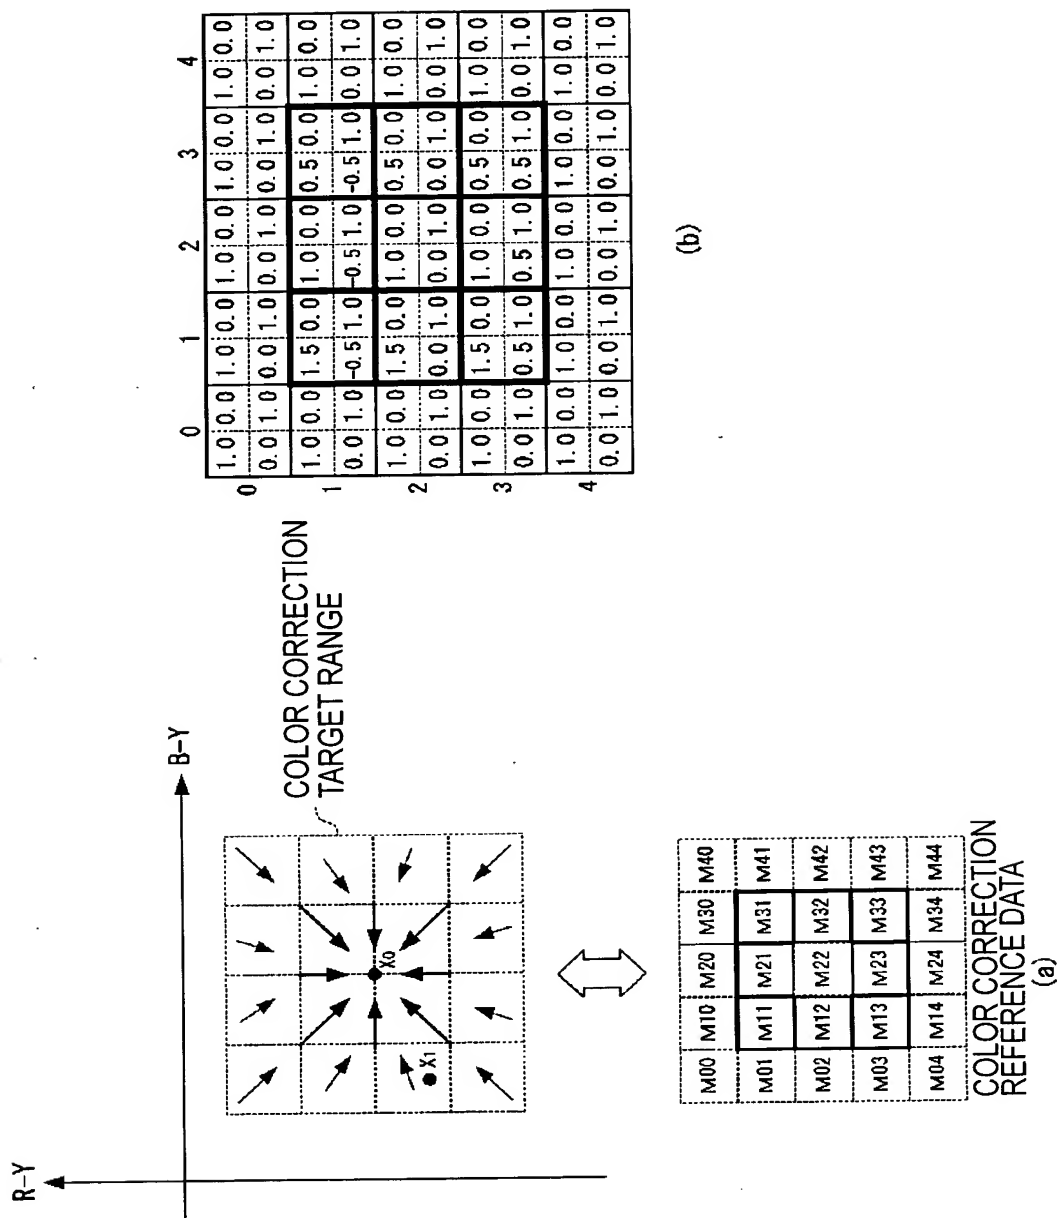 R-Y
B-Y
COLOR CORRECTION
TARGET RANGE
X0
X1
M00 M10 M20 M30 M40
M01 M11 M21 M31 M41
M02 M12 M22 M32 M42
M03 M13 M23 M33 M43
M04 M14 M24 M34 M44
COLOR CORRECTION
REFERENCE DATA
(a)
0 1 2 3 4
0
1.0 0.0 1.0 0.0 1.0 0.0 1.0 0.0 1.0 0.0
0.0 1.0 0.0 1.0 0.0 1.0 0.0 1.0 0.0 1.0
1
1.0 0.0 1.5 0.0 1.0 0.0 0.5 0.0 1.0 0.0
0.0 1.0 -0.5 1.0 -0.5 1.0 -0.5 1.0 0.0 1.0
2
1.0 0.0 1.5 0.0 1.0 0.0 0.5 0.0 1.0 0.0
0.0 1.0 0.0 1.0 0.0 1.0 0.0 1.0 0.0 1.0
3
1.0 0.0 1.5 0.0 1.0 0.0 0.5 0.0 1.0 0.0
0.0 1.0 0.5 1.0 0.5 1.0 0.5 1.0 0.0 1.0
4
1.0 0.0 1.0 0.0 1.0 0.0 1.0 0.0 1.0 0.0
0.0 1.0 0.0 1.0 0.0 1.0 0.0 1.0 0.0 1.0
(b)